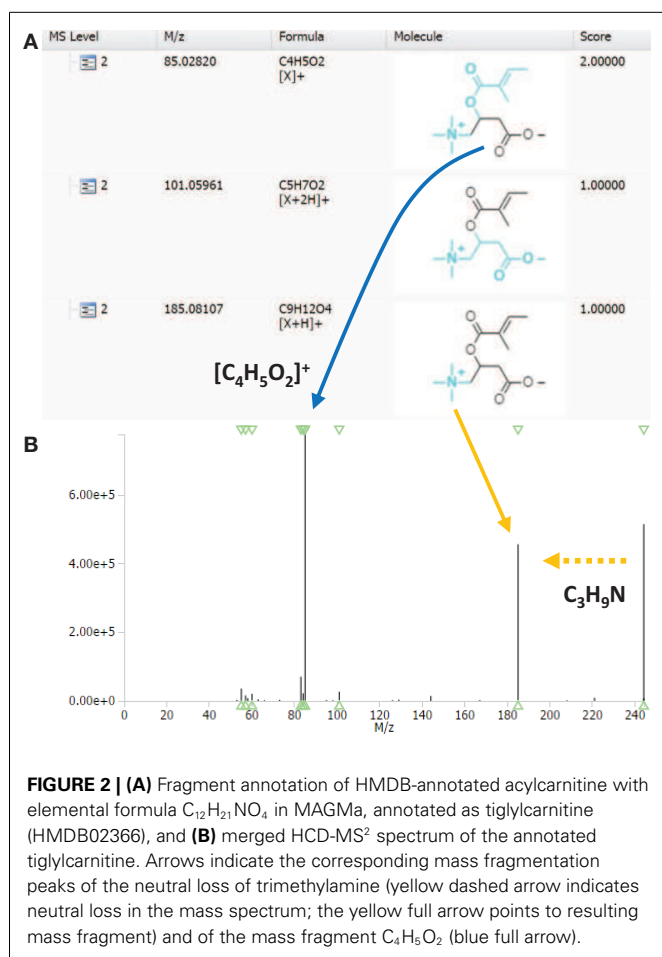 A
MS Level M/z Formula Molecule Score
2 85.02820 C4H5O2 2.00000
[X]+
O
O
N+
O
O
2 101.05961 C5H7O2 1.00000
[X+2H]+
O
O
N+
O
O
2 185.08107 C9H12O4 1.00000
[X+H]+
O
O
N+
O
O
[C₄H₅O₂]⁺
B
6.00e+5
4.00e+5
2.00e+5
0.00e+0
C₃H₉N
0 20 40 60 80 100 120 140 160 180 200 220 240
M/z
FIGURE 2 | (A) Fragment annotation of HMDB-annotated acylcarnitine with
elemental formula C₁₂H₂₁NO₄ in MAGMa, annotated as tiglylcarnitine
(HMDB02366), and (B) merged HCD-MS² spectrum of the annotated
tiglylcarnitine. Arrows indicate the corresponding mass fragmentation
peaks of the neutral loss of trimethylamine (yellow dashed arrow indicates
neutral loss in the mass spectrum; the yellow full arrow points to resulting
mass fragment) and of the mass fragment C₄H₅O₂ (blue full arrow).